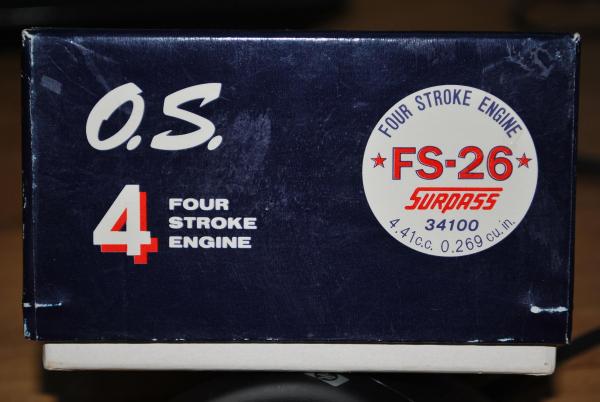 O.S.
4
FOUR
STROKE
ENGINE
FOUR STROKE ENGINE
★FS-26★
SURPASS
34100
4.41c.c. 0.269 cu.in.